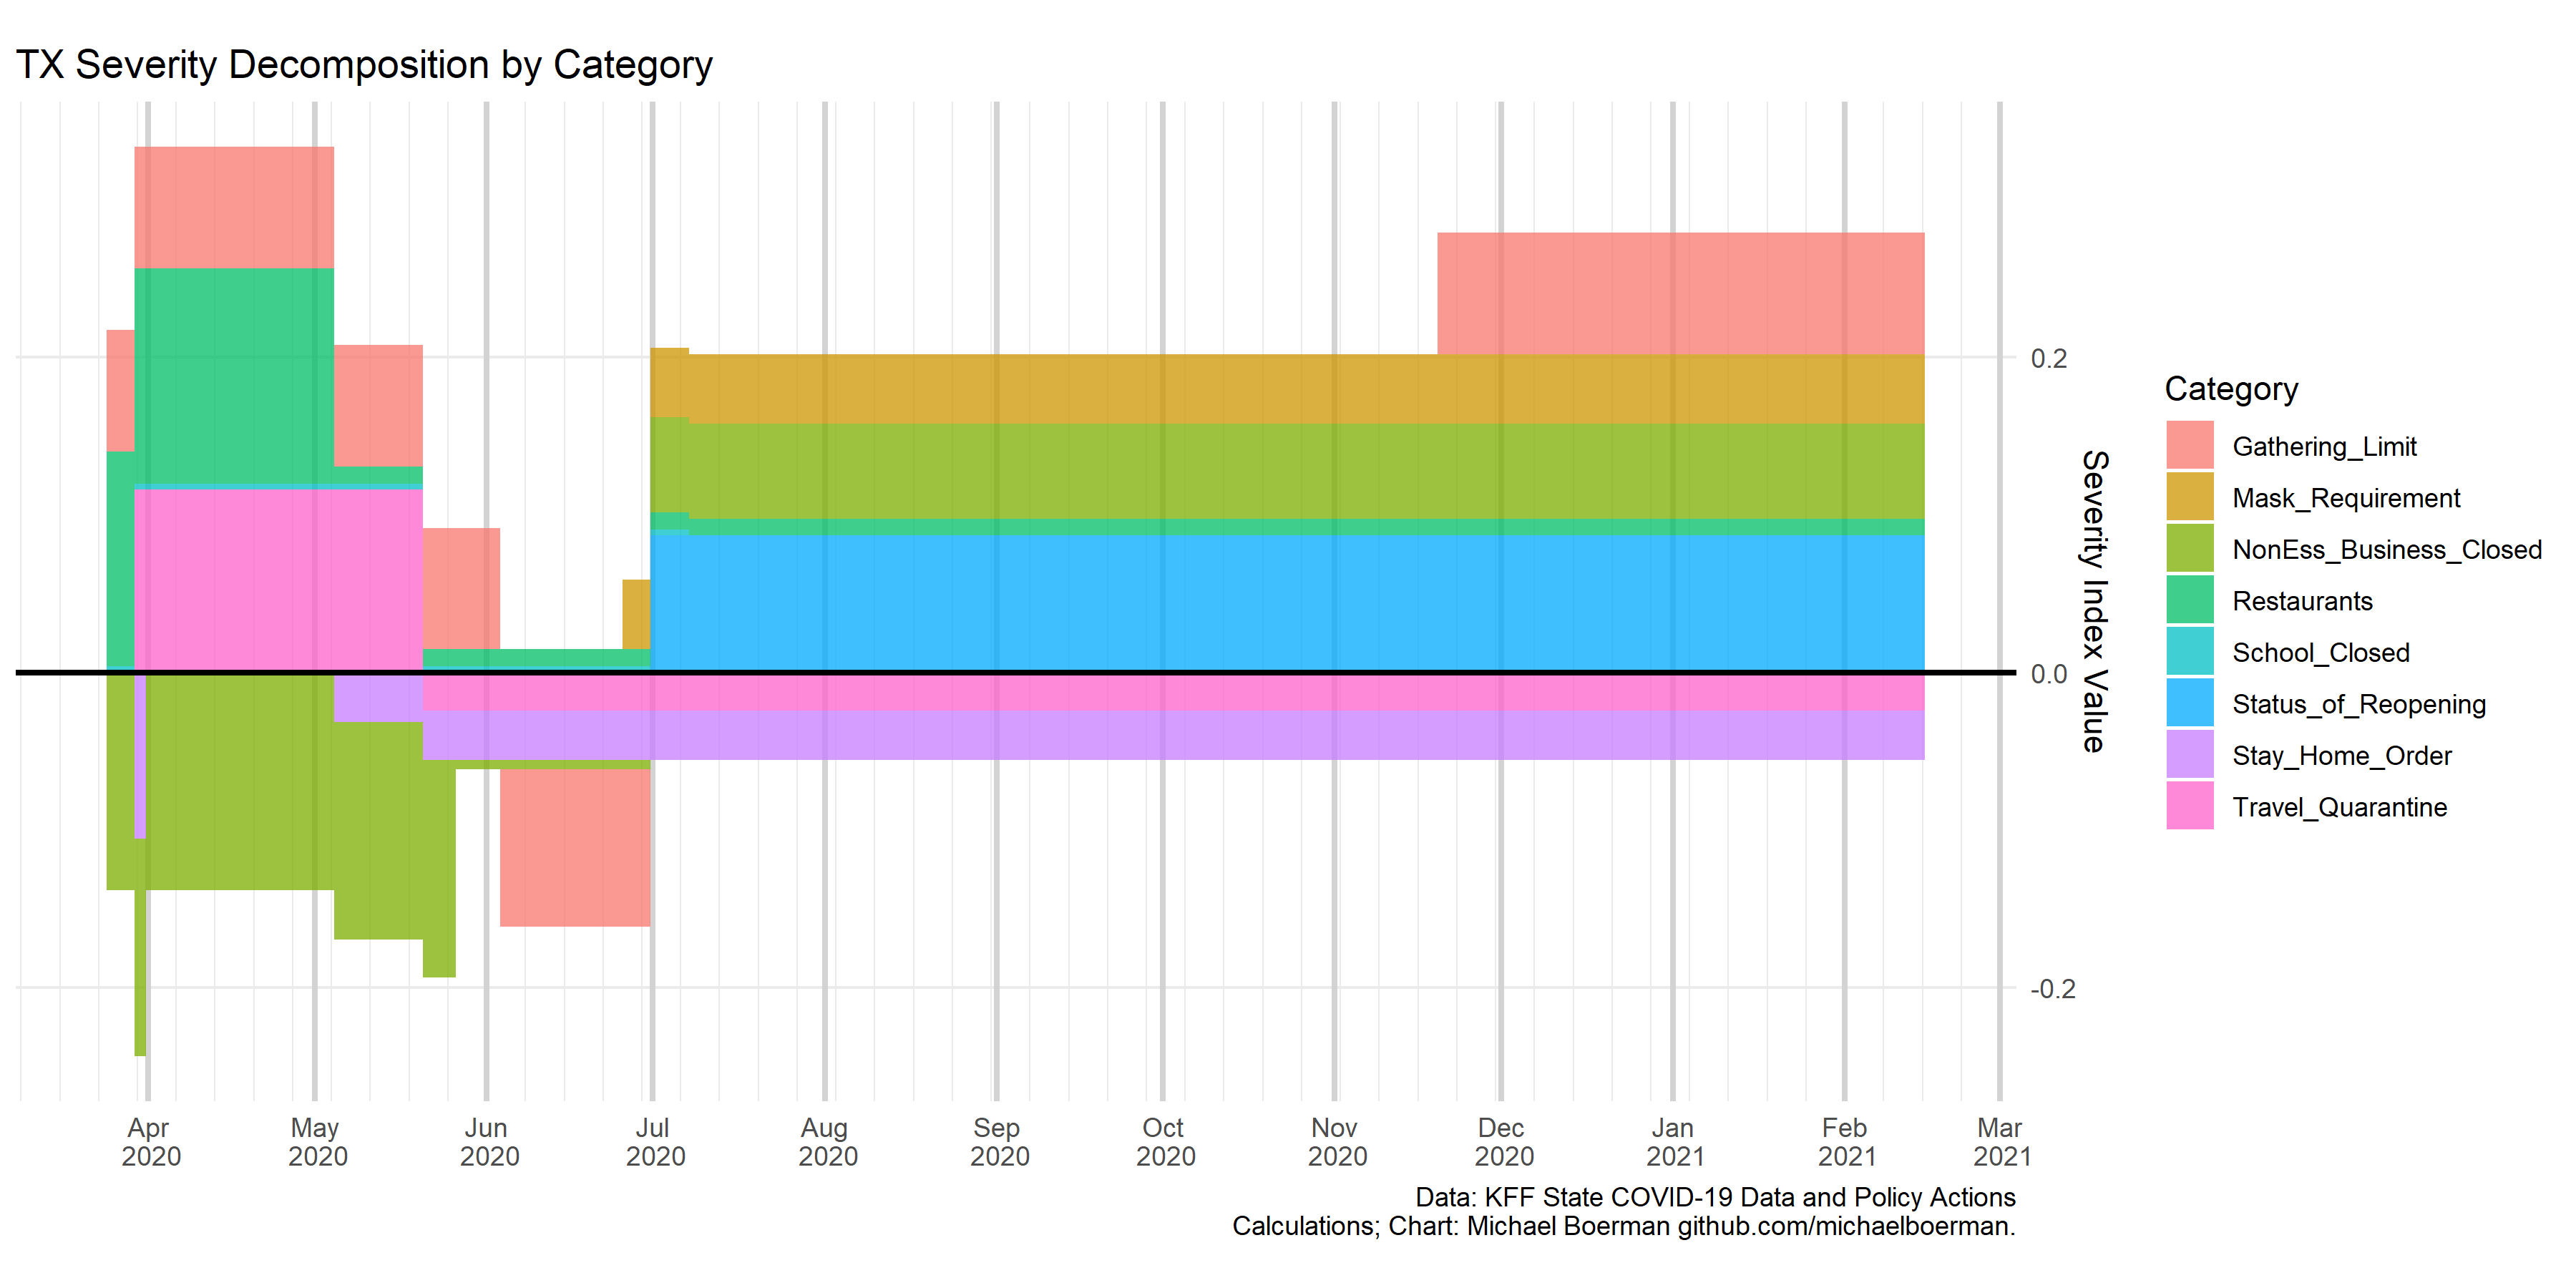 TX Severity Decomposition by Category
0.2
0.0
-0.2
Severity Index Value
Category
Gathering_Limit
Mask_Requirement
NonEss_Business_Closed
Restaurants
School_Closed
Status_of_Reopening
Stay_Home_Order
Travel_Quarantine
Apr May Jun Jul Aug Sep Oct Nov Dec Jan Feb Mar
2020 2020 2020 2020 2020 2020 2020 2020 2020 2021 2021 2021
Data: KFF State COVID-19 Data and Policy Actions
Calculations; Chart: Michael Boerman github.com/michaelboerman.